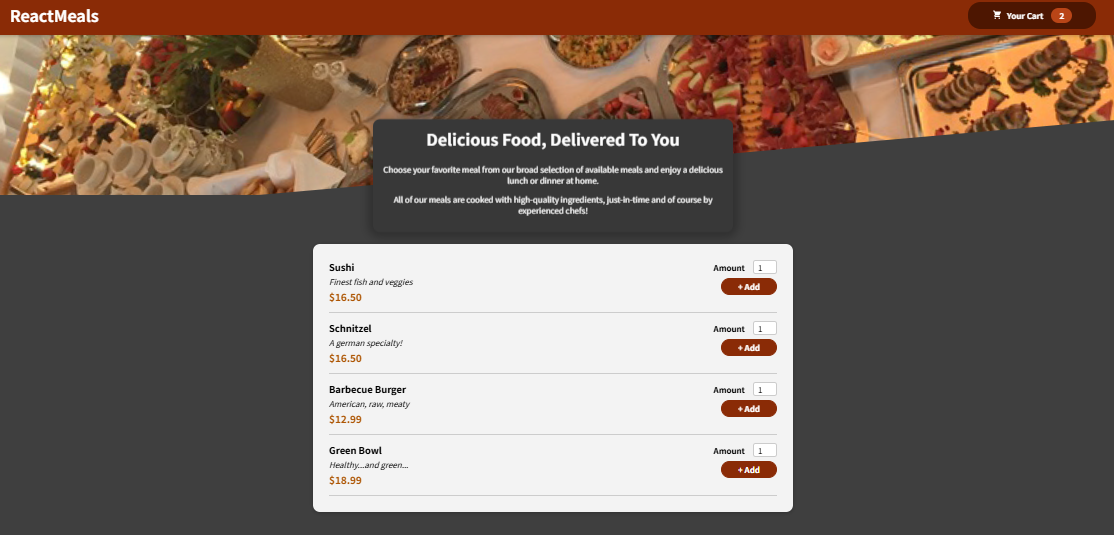 ReactMeals
Your Cart 2
Delicious Food, Delivered To You
Choose your favorite meal from our broad selection of available meals and enjoy a delicious
lunch or dinner at home.
All of our meals are cooked with high-quality ingredients, just-in-time and of course by
experienced chefs!
Sushi
Finest fish and veggies
$16.50
Amount 1
+ Add
Schnitzel
A german specialty!
$16.50
Amount 1
+ Add
Barbecue Burger
American, raw, meaty
$12.99
Amount 1
+ Add
Green Bowl
Healthy...and green...
$18.99
Amount 1
+ Add